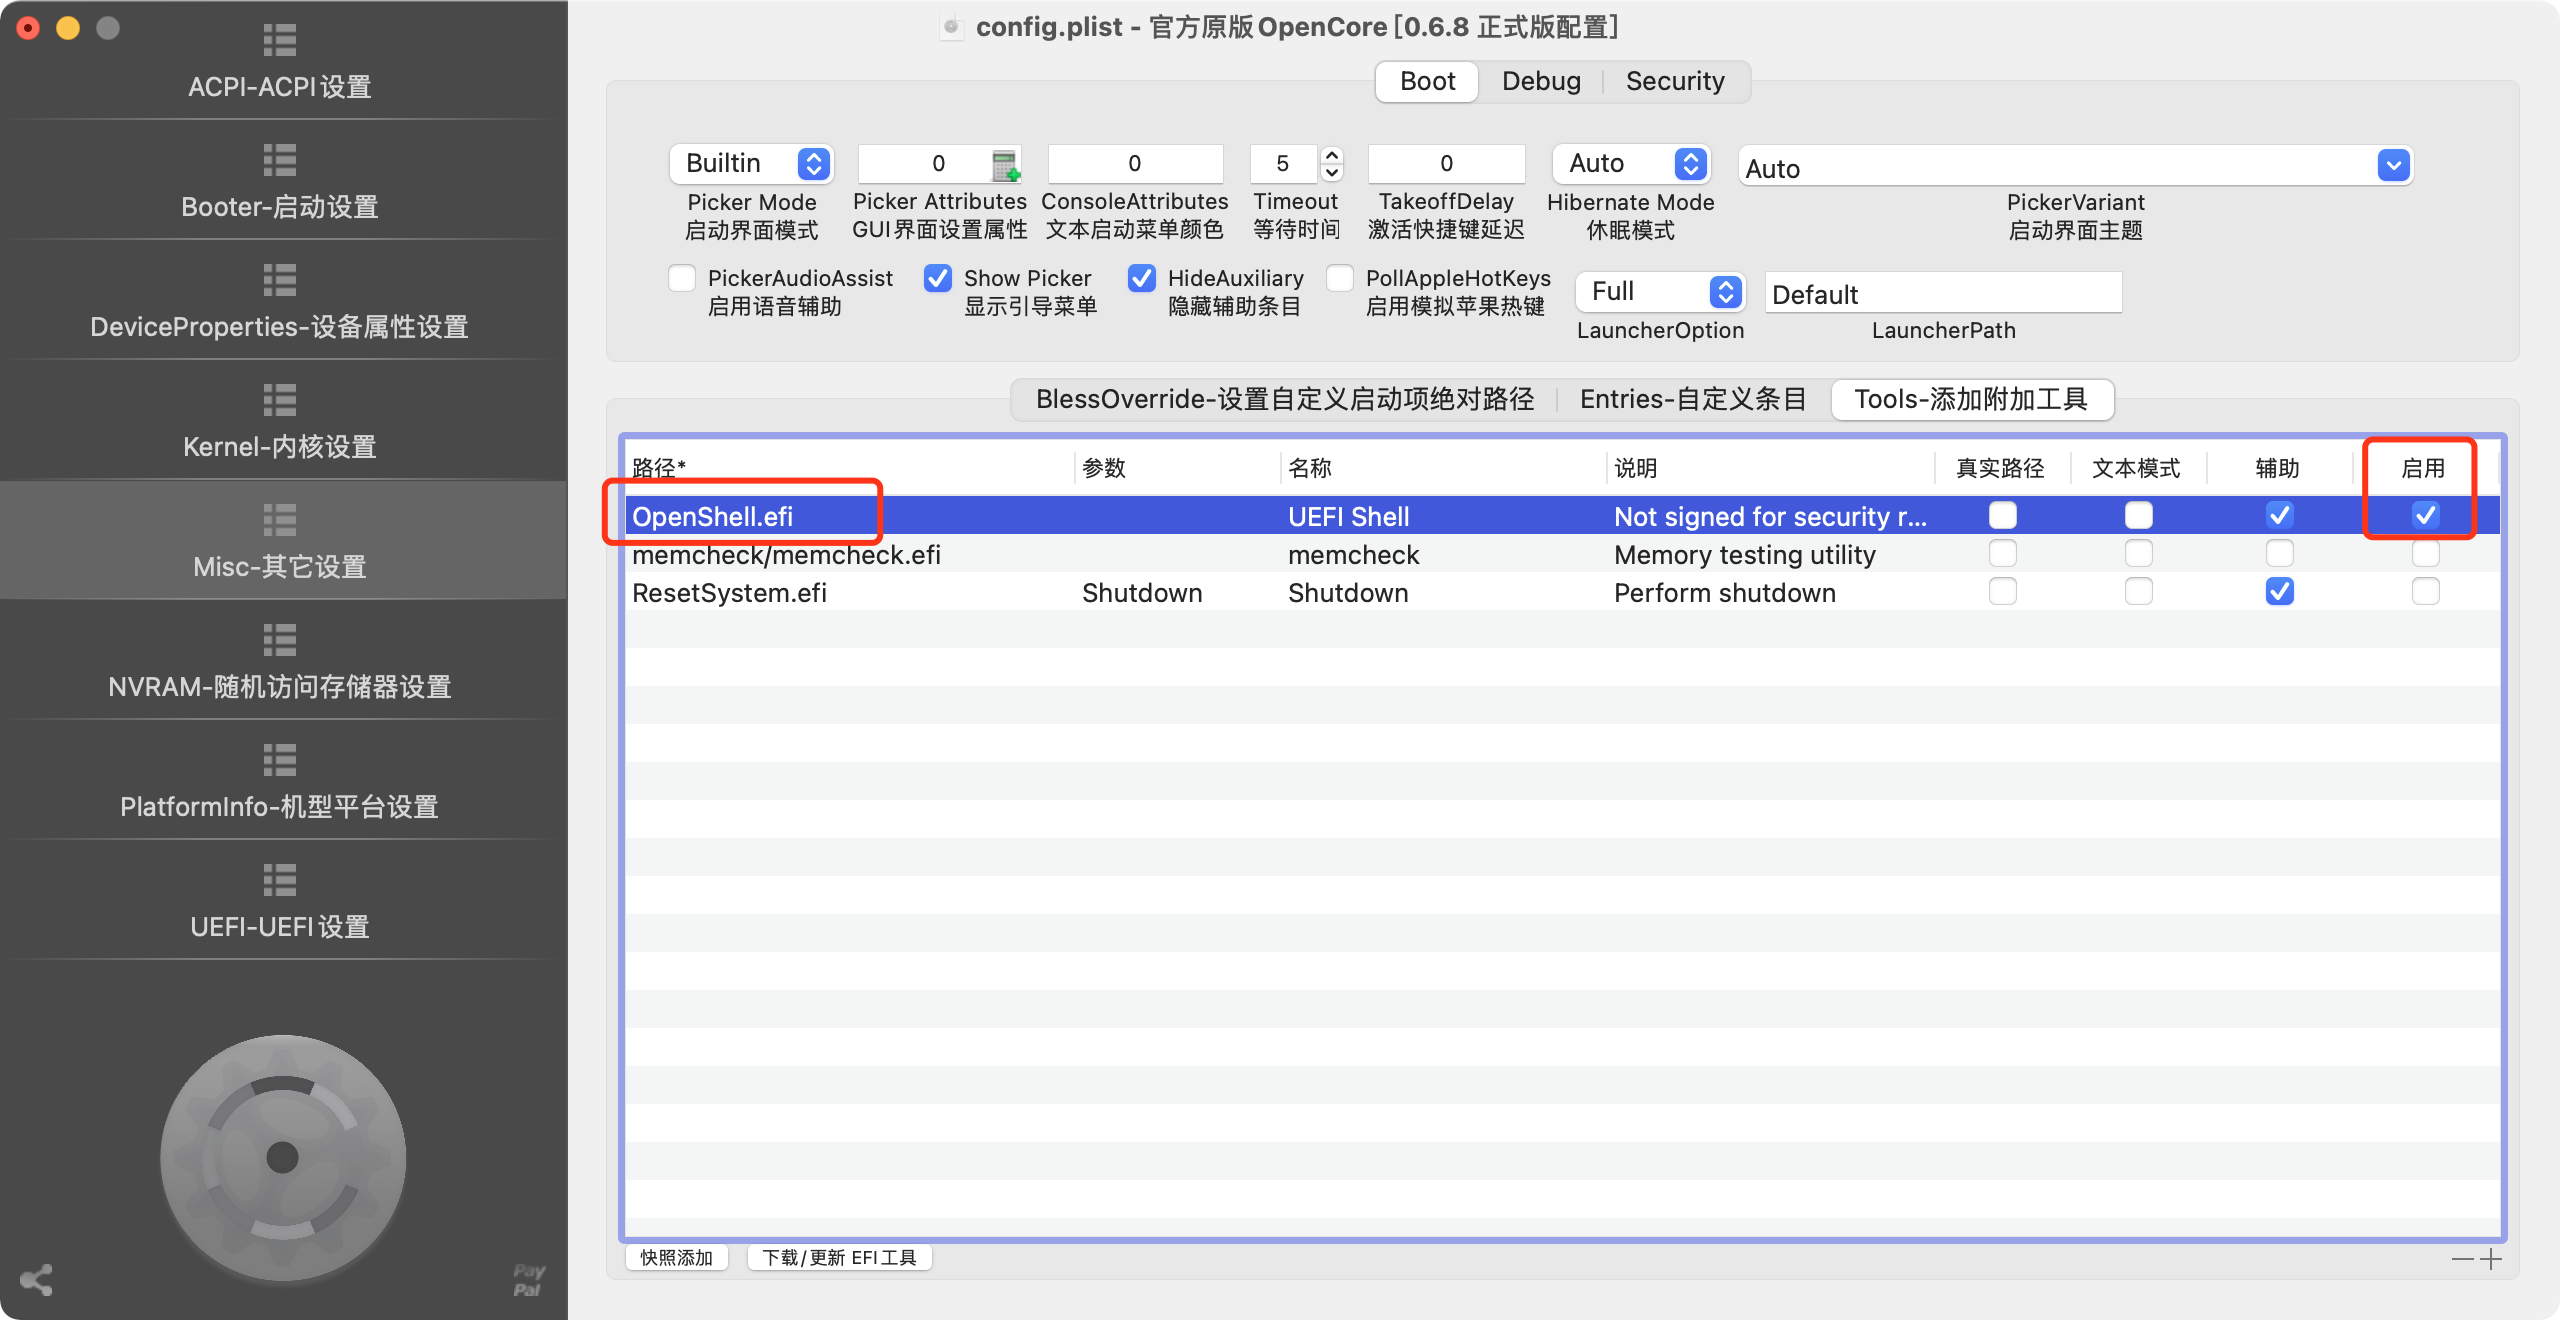 config.plist - 官方原版OpenCore[0.6.8 正式版配置]
ACPI-ACPI设置
Booter-启动设置
DeviceProperties-设备属性设置
Kernel-内核设置
Misc-其它设置
NVRAM-随机访问存储器设置
PlatformInfo-机型平台设置
UEFI-UEFI设置
Pay
Pal
Boot Debug Security
Builtin 0 0 5 0 Auto Auto
Picker Mode Picker Attributes ConsoleAttributes Timeout TakeoffDelay Hibernate Mode PickerVariant
启动界面模式 GUI界面设置属性 文本启动菜单颜色 等待时间 激活快捷键延迟 休眠模式 启动界面主题
PickerAudioAssist Show Picker HideAuxiliary PollAppleHotKeys Full Default
启用语音辅助 显示引导菜单 隐藏辅助条目 启用模拟苹果热键
LauncherOption LauncherPath
BlessOverride-设置自定义启动项绝对路径 Entries-自定义条目 Tools-添加附加工具
路径* 参数 名称 说明 真实路径 文本模式 辅助 启用
OpenShell.efi UEFI Shell Not signed for security r...
memcheck/memcheck.efi memcheck Memory testing utility
ResetSystem.efi Shutdown Shutdown Perform shutdown
快照添加 下载/更新 EFI工具